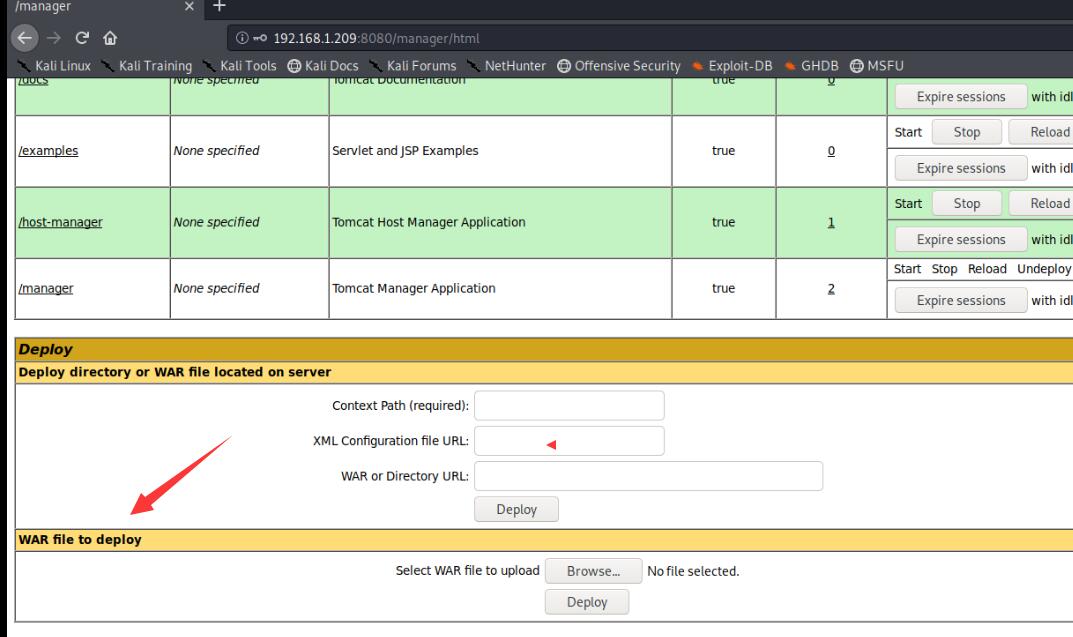 /manager
192.168.1.209:8080/manager/html
Kali Linux Kali Training Kali Tools Kali Docs Kali Forums NetHunter Offensive Security Exploit-DB GHDB MSFU
/docs None specified Tomcat Documentation true 0
Expire sessions with idl
Start Stop Reload
/examples None specified Servlet and JSP Examples true 0
Expire sessions with idl
Start Stop Reload
/host-manager None specified Tomcat Host Manager Application true 1
Expire sessions with idl
Start Stop Reload Undeploy
/manager None specified Tomcat Manager Application true 2
Expire sessions with idl
Deploy
Deploy directory or WAR file located on server
Context Path (required):
XML Configuration file URL:
WAR or Directory URL:
Deploy
WAR file to deploy
Select WAR file to upload Browse... No file selected.
Deploy